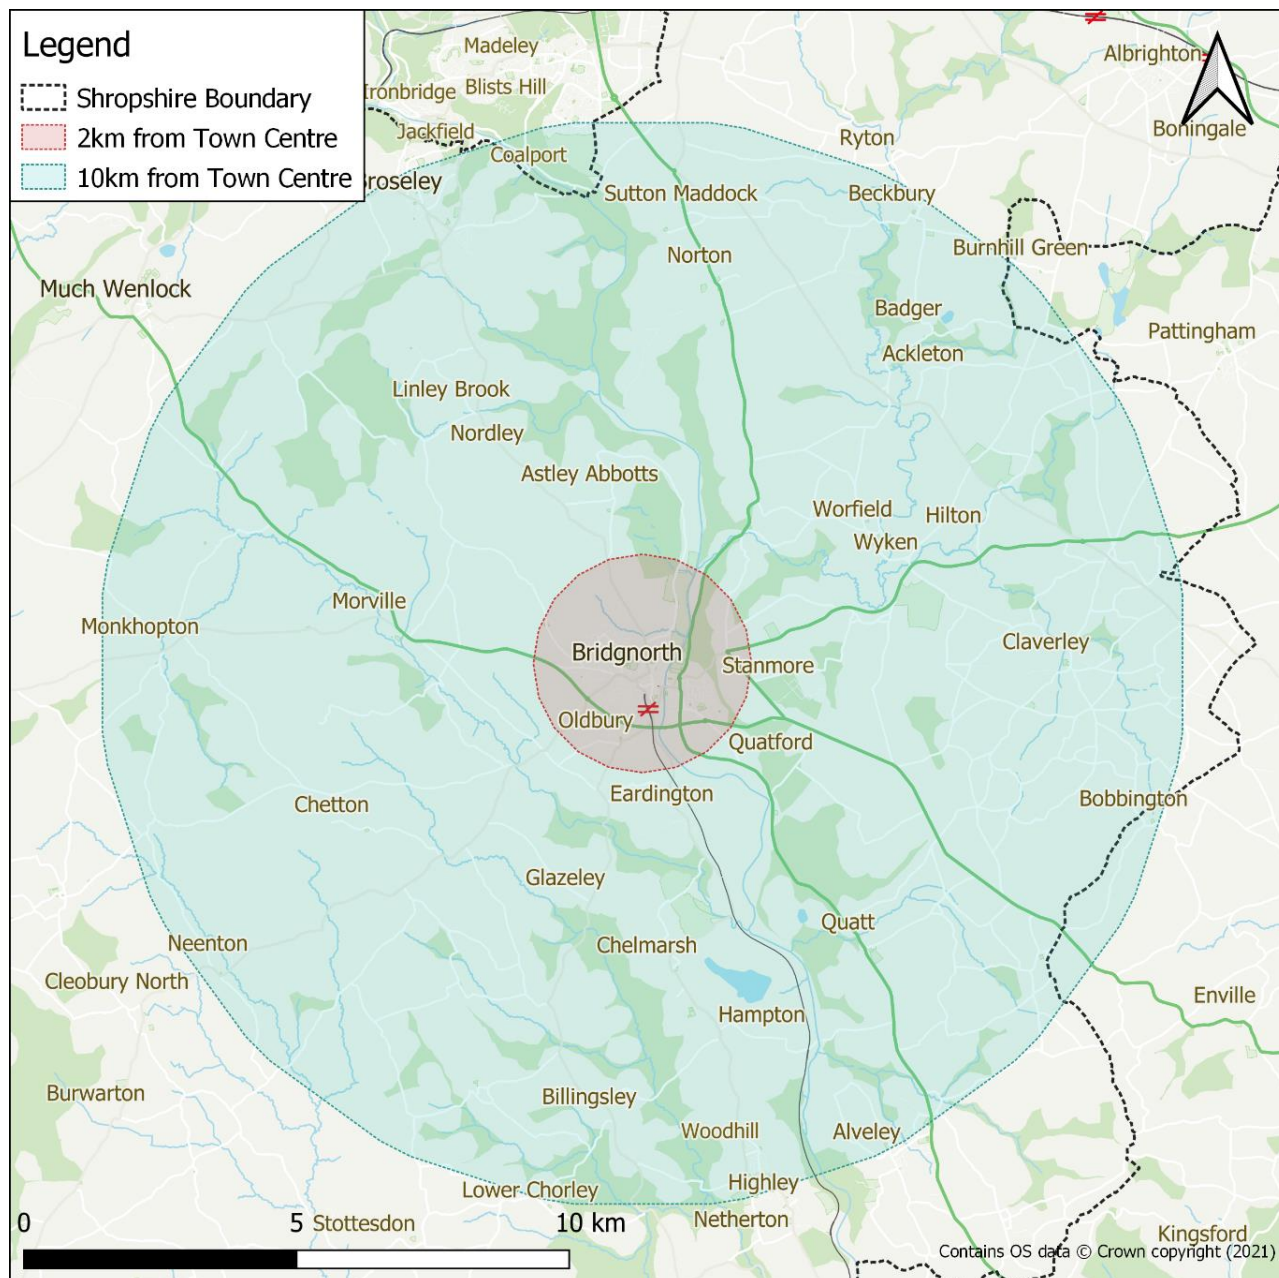 Legend
Shropshire Boundary
2km from Town Centre
10km from Town Centre
Madeley
Ironbridge
Blists Hill
Jackfield
Coalport
Broseley
Albrighton
Boningale
Ryton
Beckbury
Sutton Maddock
Norton
Burnhill Green
Much Wenlock
Badger
Pattingham
Ackleton
Linley Brook
Nordley
Astley Abbotts
Worfield
Hilton
Wyken
Morville
Monkhopton
Bridgnorth
Stanmore
Claverley
Oldbury
Quatford
Eardington
Chetton
Bobbington
Glazeley
Quatt
Neenton
Chelmarsh
Cleobury North
Enville
Hampton
Burwarton
Billingsley
Woodhill
Alveley
Highley
Lower Chorley
Netherton
Stottesdon
Kingsford
0 5 10 km
Contains OS data © Crown copyright (2021)